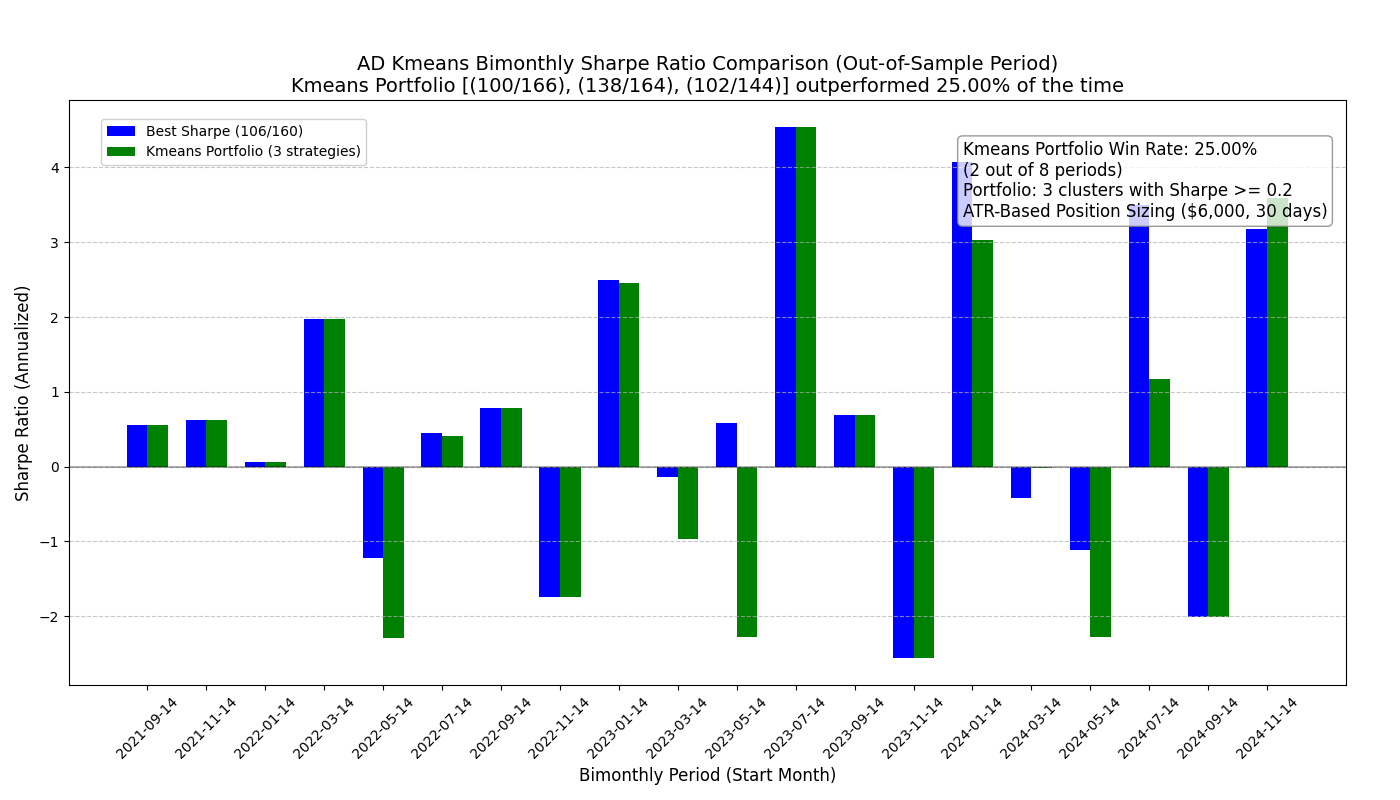 AD Kmeans Bimonthly Sharpe Ratio Comparison (Out-of-Sample Period)
Kmeans Portfolio [(100/166), (138/164), (102/144)] outperformed 25.00% of the time
Best Sharpe (106/160)
Kmeans Portfolio (3 strategies)
Kmeans Portfolio Win Rate: 25.00%
(2 out of 8 periods)
Portfolio: 3 clusters with Sharpe >= 0.2
ATR-Based Position Sizing ($6,000, 30 days)
Sharpe Ratio (Annualized)
4
3
2
1
0
−1
−2
2021-09-14
2021-11-14
2022-01-14
2022-03-14
2022-05-14
2022-07-14
2022-09-14
2022-11-14
2023-01-14
2023-03-14
2023-05-14
2023-07-14
2023-09-14
2023-11-14
2024-01-14
2024-03-14
2024-05-14
2024-07-14
2024-09-14
2024-11-14
Bimonthly Period (Start Month)